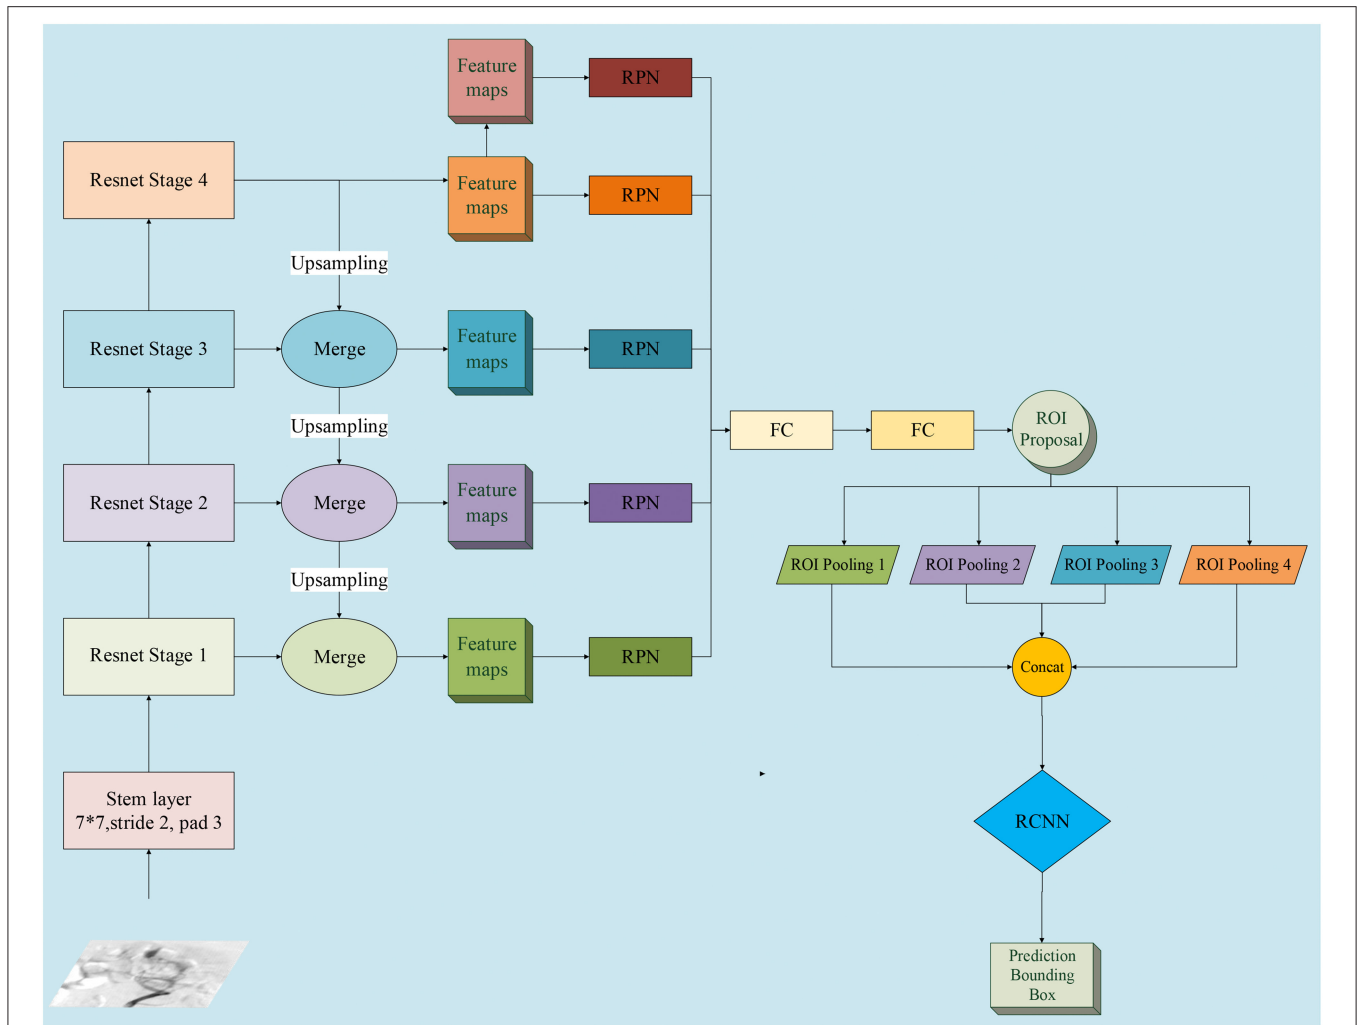 Feature
maps
RPN
Resnet Stage 4
Feature
maps
RPN
Upsampling
Resnet Stage 3
Merge
Feature
maps
RPN
Upsampling
FC
FC
ROI
Proposal
Resnet Stage 2
Merge
Feature
maps
RPN
Upsampling
ROI Pooling 1
ROI Pooling 2
ROI Pooling 3
ROI Pooling 4
Resnet Stage 1
Merge
Feature
maps
RPN
Concat
Stem layer
7*7,stride 2, pad 3
RCNN
Prediction
Bounding
Box